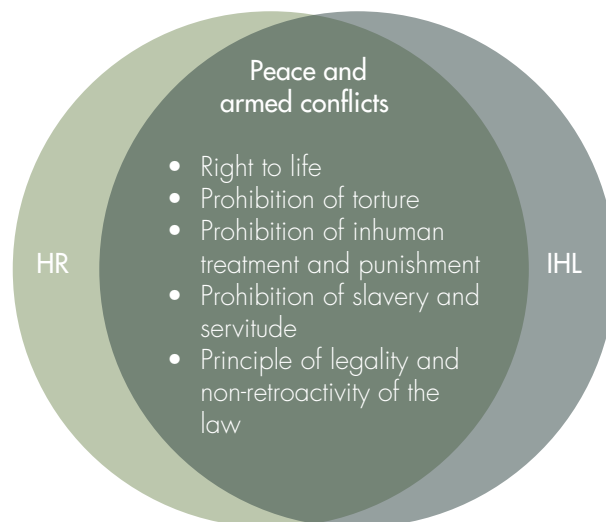 Peace and
armed conflicts
• Right to life
• Prohibition of torture
• Prohibition of inhuman
treatment and punishment
HR
IHL
• Prohibition of slavery and
servitude
• Principle of legality and
non-retroactivity of the
law